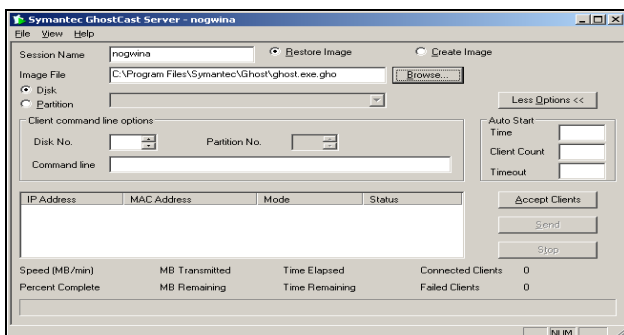 Symantec GhostCast Server - nogwina
File View Help
Session Name nogwina Restore Image Create Image
Image File C:\Program Files\Symantec\Ghost\ghost.exe.gho Browse...
Disk
Partition
Less Options <<
Client command line options
Disk No. Partition No.
Command line
Auto Start
Time
Client Count
Timeout
IP Address MAC Address Mode Status
Accept Clients
Send
Stop
Speed (MB/min) MB Transmitted Time Elapsed Connected Clients 0
Percent Complete MB Remaining Time Remaining Failed Clients 0
NUM